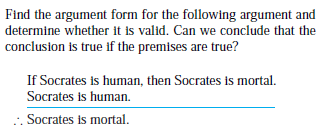 Find the argument form for the following argument and
determine whether it is valid. Can we conclude that the
conclusion is true if the premises are true?
If Socrates is human, then Socrates is mortal.
Socrates is human.
∴ Socrates is mortal.